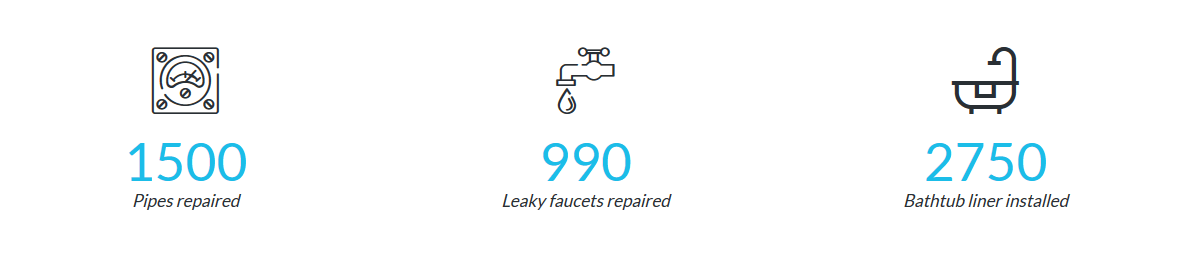 1500
990
2750
Pipes repaired
Leaky faucets repaired
Bathtub liner installed